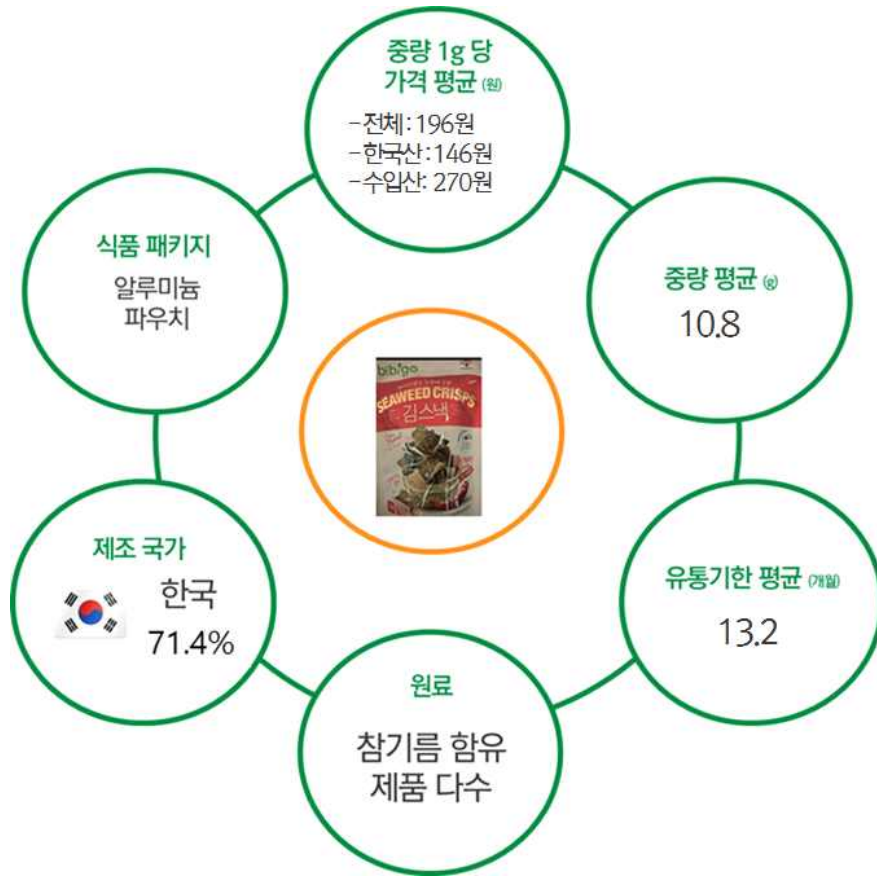 중량 1g 당
가격 평균 (원)
-전체:196원
-한국산:146원
-수입산: 270원
식품 패키지
알루미늄
파우치
중량 평균 (g)
10.8
bibigo
SEAWEED CRISPS
김스낵
제조 국가
한국
71.4%
유통기한 평균 (개월)
13.2
원료
참기름 함유
제품 다수